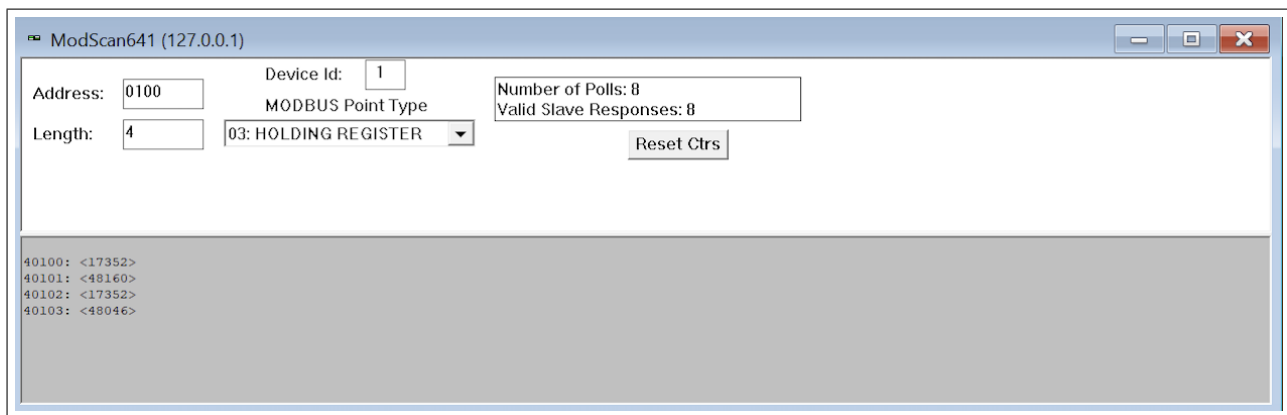 ModScan641 (127.0.0.1)
Device Id: 1
Address: 0100
MODBUS Point Type
Length: 4
03: HOLDING REGISTER
Number of Polls: 8
Valid Slave Responses: 8
Reset Ctrs
40100: <17352>
40101: <48160>
40102: <17352>
40103: <48046>